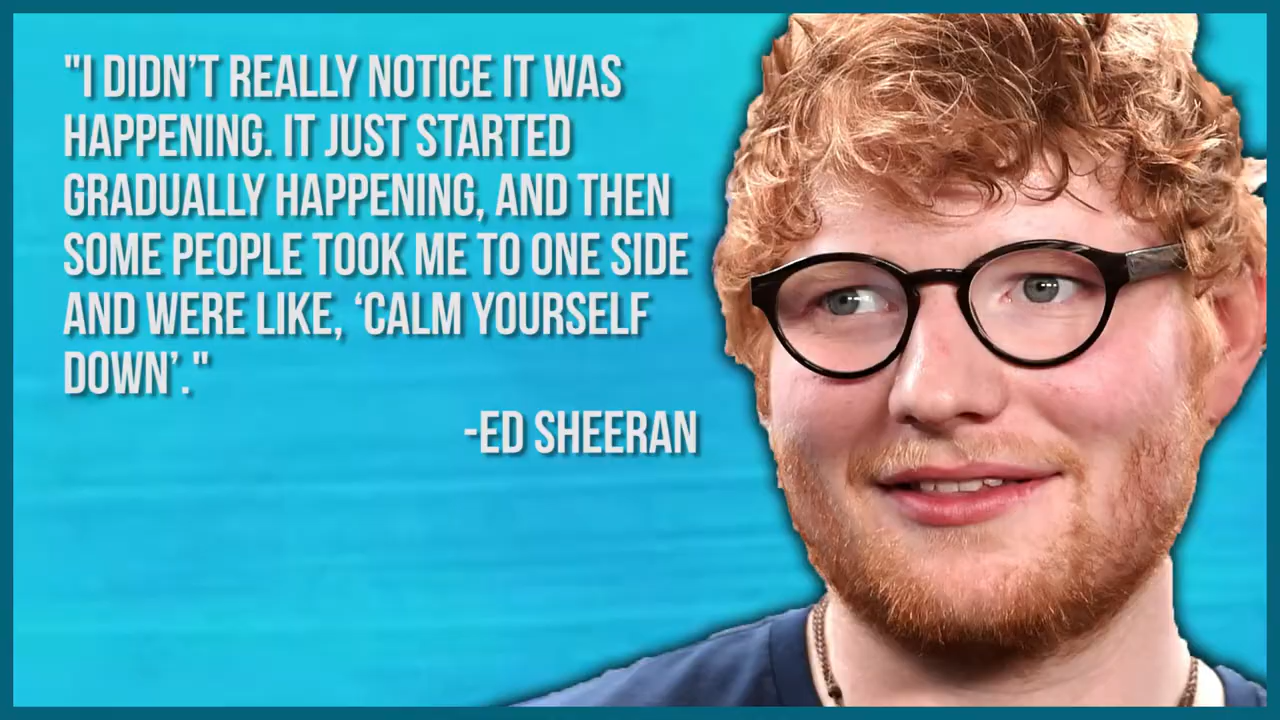 "I DIDN’T REALLY NOTICE IT WAS
HAPPENING. IT JUST STARTED
GRADUALLY HAPPENING, AND THEN
SOME PEOPLE TOOK ME TO ONE SIDE
AND WERE LIKE, ‘CALM YOURSELF
DOWN’."
-ED SHEERAN